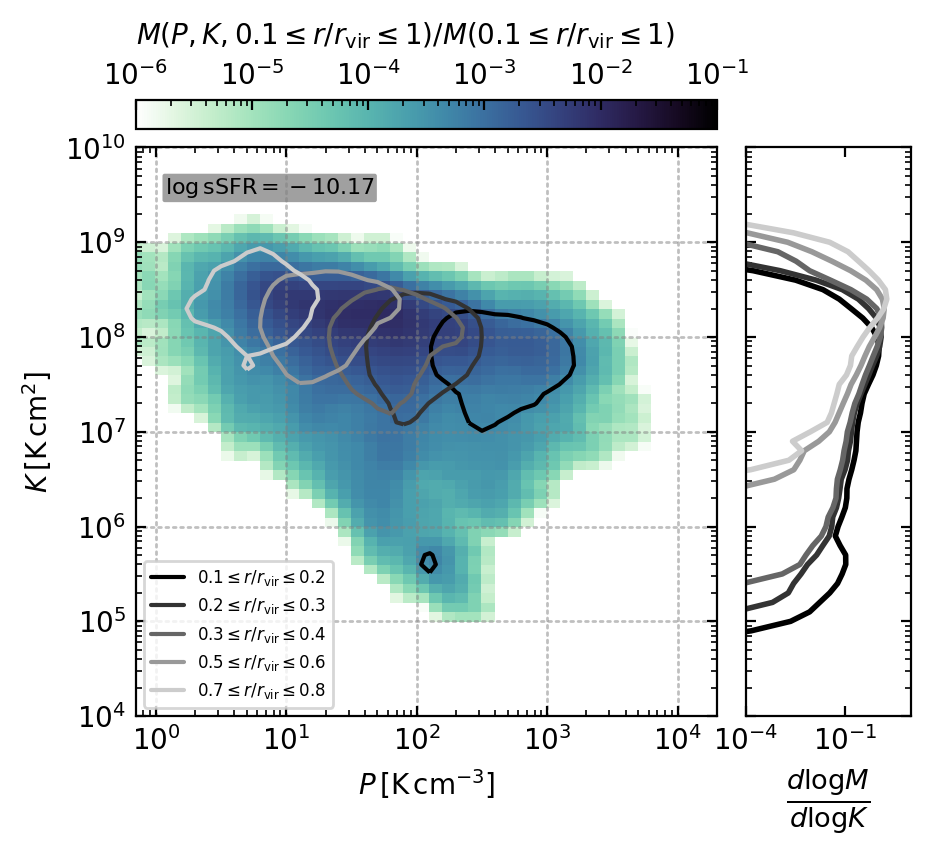 M(P, K, 0.1 ≤ r/r_vir ≤ 1)/M(0.1 ≤ r/r_vir ≤ 1)
10^−6 10^−5 10^−4 10^−3 10^−2 10^−1
log sSFR = −10.17
10^10
10^9
10^8
10^7
10^6
10^5
10^4
K [K cm^2]
0.1 ≤ r/r_vir ≤ 0.2
0.2 ≤ r/r_vir ≤ 0.3
0.3 ≤ r/r_vir ≤ 0.4
0.5 ≤ r/r_vir ≤ 0.6
0.7 ≤ r/r_vir ≤ 0.8
10^0 10^1 10^2 10^3 10^4
10^−4 10^−1
P [K cm^−3]
dlogM
dlogK